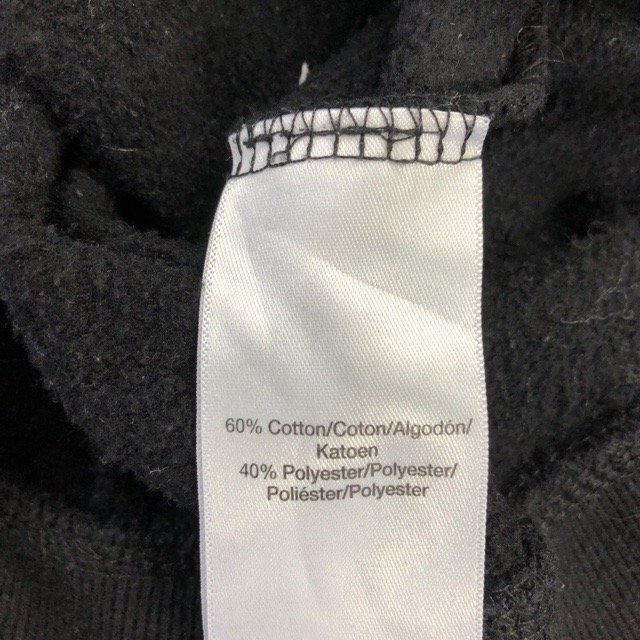 60% Cotton/Coton/Algodón/
Katoen
40% Polyester/Polyester/
Poliéster/Polyester